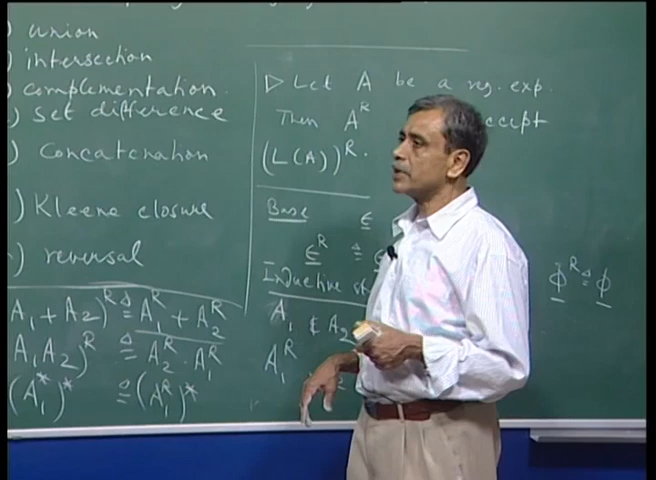 ) union
) intersection
) complementation
) set difference
) Concatenation
) Kleene closure
) reversal
A₁ + A₂)ᴿ ≜ A₁ᴿ + A₂ᴿ
A₁A₂)ᴿ ≜ A₂ᴿ · A₁ᴿ
(A₁*)* ≜ (A₁ᴿ)*
▷ Let A be a reg. exp.
Then Aᴿ
(L(A))ᴿ.
Base ϵ
ϵᴿ ≜
Inductive
A₁ & A₂
A₁ᴿ
ϕᴿ ≜ ϕ